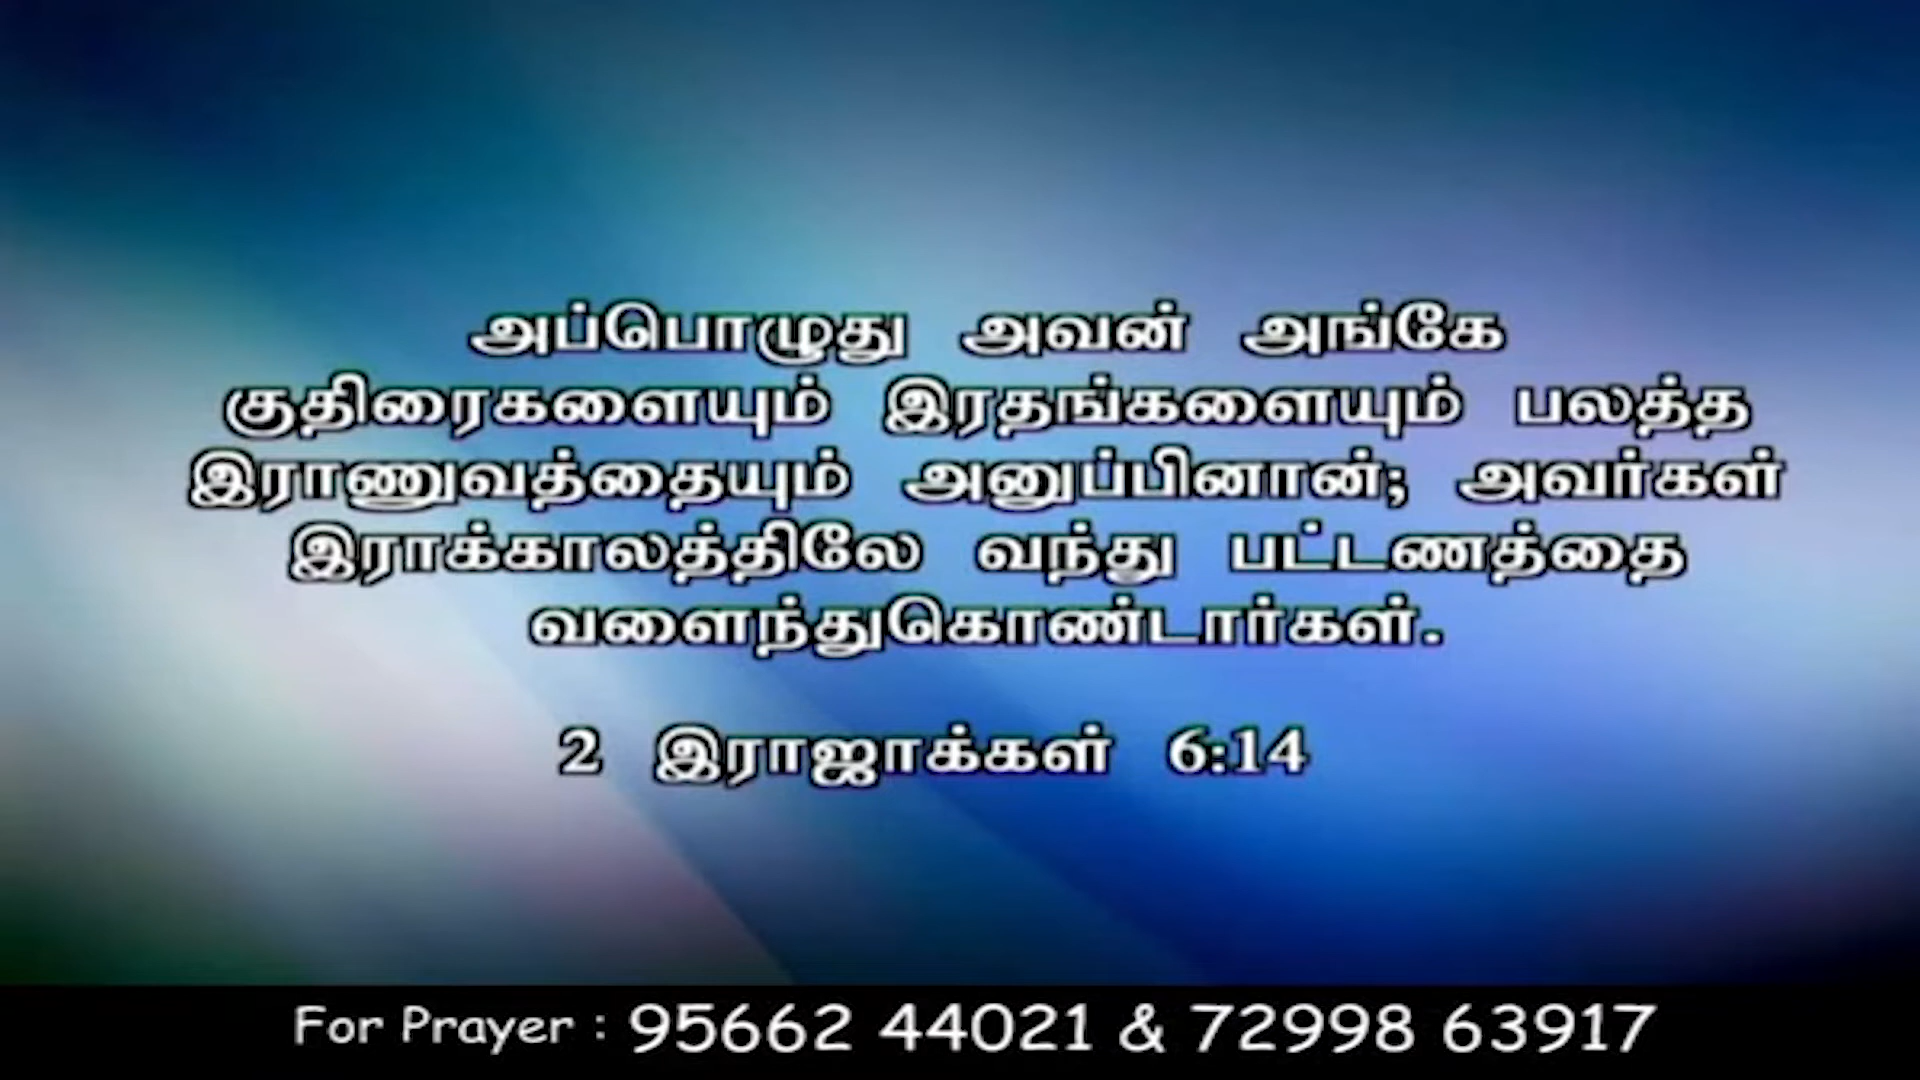 அப்பொழுது அவன் அங்கே
குதிரைகளையும் இரதங்களையும் பலத்த
இராணுவத்தையும் அனுப்பினான்; அவர்கள்
இராக்காலத்திலே வந்து பட்டணத்தை
வளைந்துகொண்டார்கள்.
2 இராஜாக்கள் 6:14
For Prayer : 95662 44021 & 72998 63917